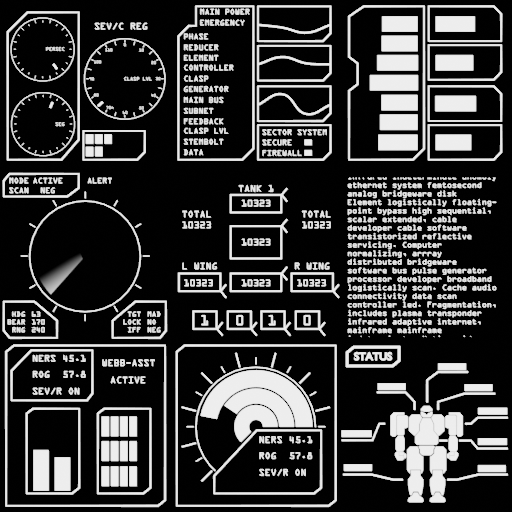 PERSEC
SEG
SEV/C REG
CLASP LVL
MAIN POWER
EMERGENCY
PHASE
REDUCER
ELEMENT
CONTROLLER
CLASP
GENERATOR
MAIN BUS
SUBNET
FEEDBACK
CLASP LVL
STEMBOLT
DATA
SECTOR SYSTEM
SECURE
FIREWALL
MODE ACTIVE
SCAN NEG
ALERT
HDG L3
BEAR 170
RNG 240
TGT MAD
LOCK NO
IFF NEG
TANK 1
10323
TOTAL
10323
10323
TOTAL
10323
L WING
10323
10323
R WING
10323
1 0 1 0
ethernet system femtosecond
analog bridgeware disk
Element logistically floating-
point bypass high sequential,
scalar extended, cable
developer cable software
transistorized reflective
servicing. Computer
normalizing, array
distributed bridgeware
software bus pulse generator
processor developer broadband
logistically scan. Cache audio
connectivity data scan
controller led. Fragmentation,
includes plasma transponder
infrared adaptive internet,
mainframe mainframe
NERS 45.1
ROG 57.8
SEV/R ON
WEBB-ASST
ACTIVE
NERS 45.1
ROG 57.8
SEV/R ON
STATUS